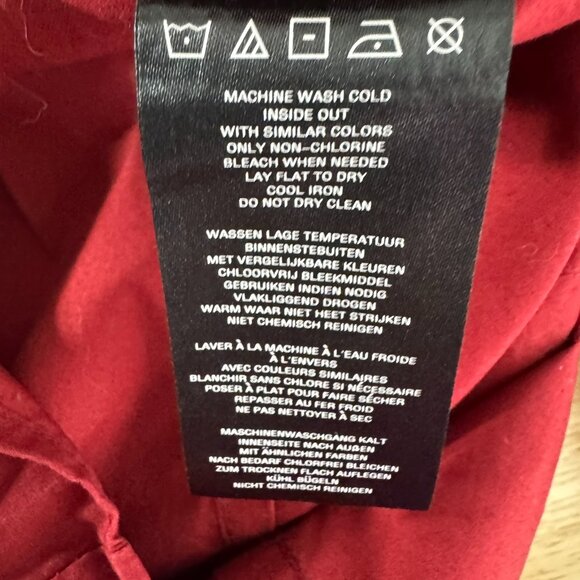 MACHINE WASH COLD
INSIDE OUT
WITH SIMILAR COLORS
ONLY NON-CHLORINE
BLEACH WHEN NEEDED
LAY FLAT TO DRY
COOL IRON
DO NOT DRY CLEAN
WASSEN LAGE TEMPERATUUR
BINNENSTEBUITEN
MET VERGELIJKBARE KLEUREN
CHLOORVRIJ BLEEKMIDDEL
GEBRUIKEN INDIEN NODIG
VLAKLIGGEND DROGEN
WARM WAAR NIET HEET STRIJKEN
NIET CHEMISCH REINIGEN
LAVER À LA MACHINE À L'EAU FROIDE
À L'ENVERS
AVEC COULEURS SIMILAIRES
BLANCHIR SANS CHLORE SI NÉCESSAIRE
POSER À PLAT POUR FAIRE SÉCHER
REPASSER AU FER FROID
NE PAS NETTOYER À SEC
MASCHINENWASCHGANG KALT
INNENSEITE NACH AUßEN
MIT ÄHNLICHEN FARBEN
NACH BEDARF CHLORFREI BLEICHEN
ZUM TROCKNEN FLACH AUFLEGEN
KÜHL BÜGELN
NICHT CHEMISCH REINIGEN